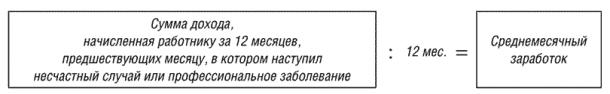 Сумма дохода,
начисленная работнику за 12 месяцев,
предшествующих месяцу, в котором наступил
несчастный случай или профессиональное заболевание
: 12 мес. =
Среднемесячный
заработок